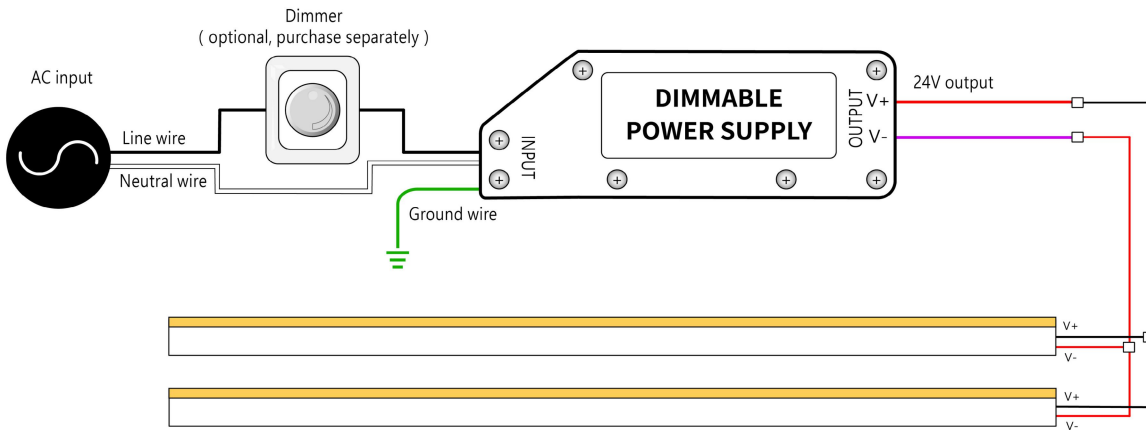 Dimmer
( optional, purchase separately )
AC input
24V output
DIMMABLE
POWER SUPPLY
INPUT
OUTPUT
V+
V-
Line wire
Neutral wire
Ground wire
V+
V-
V+
V-